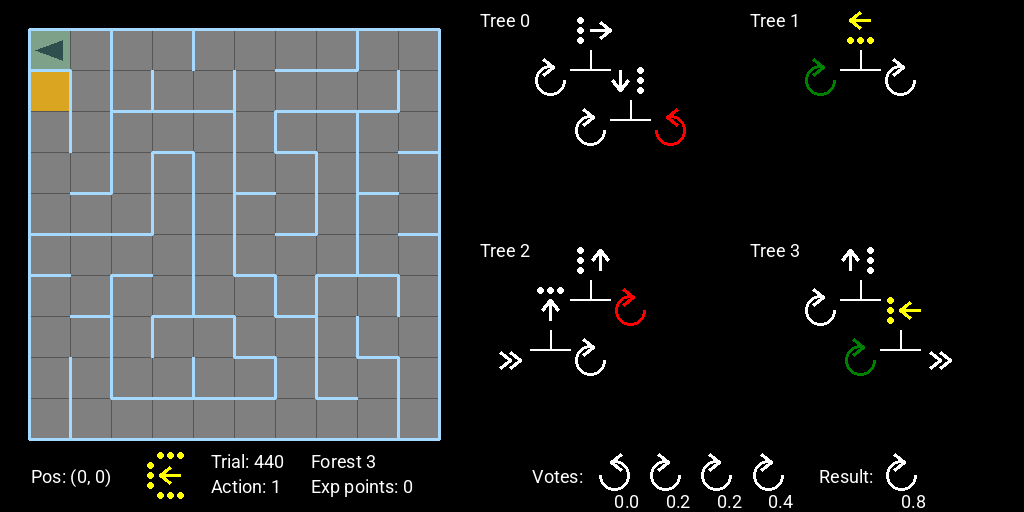 Tree 0
Tree 1
Tree 2
Tree 3
Pos: (0, 0)
Trial: 440
Forest 3
Action: 1
Exp points: 0
Votes:
0.0
0.2
0.2
0.4
Result:
0.8